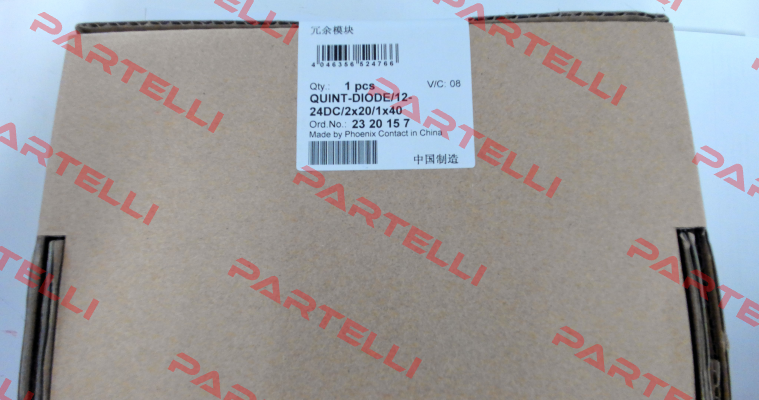 冗余模块
4 046356 524766
Qty.: 1 pcs V/C: 08
QUINT-DIODE/12-
24DC/2x20/1x40
Ord.No.: 23 20 15 7
Made by Phoenix Contact in China
中国制造
PARTELLI
PARTELLI
PARTELLI
PARTELLI
PARTELLI
PARTELLI
PARTELLI
PARTELLI
PARTELLI
PARTELLI